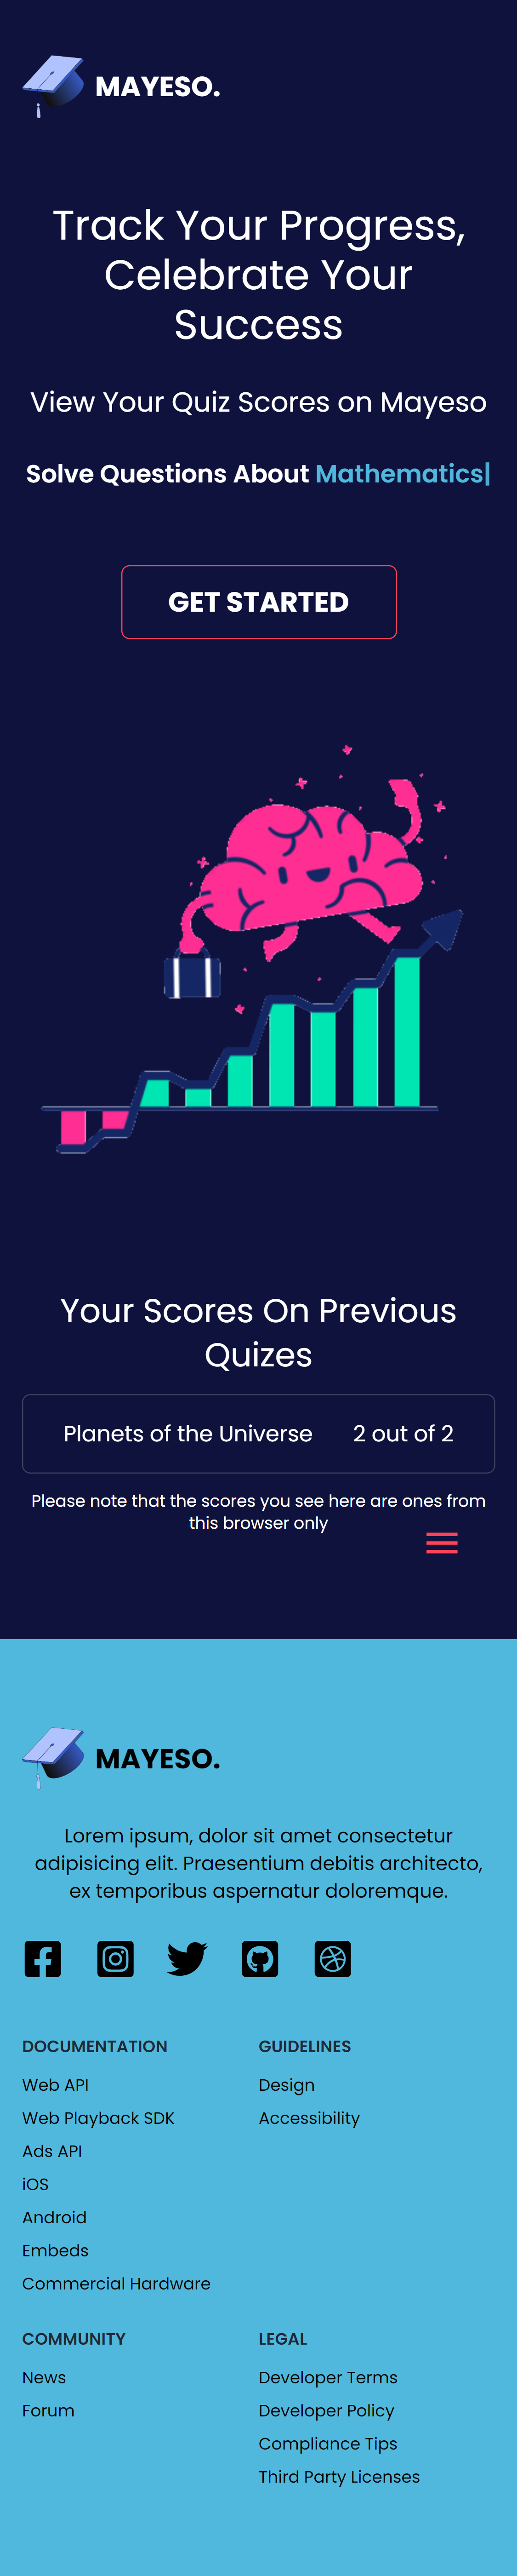 MAYESO.
Track Your Progress,
Celebrate Your
Success
View Your Quiz Scores on Mayeso
Solve Questions About Mathematics|
GET STARTED
Your Scores On Previous
Quizes
Planets of the Universe 2 out of 2
Please note that the scores you see here are ones from
this browser only
MAYESO.
Lorem ipsum, dolor sit amet consectetur
adipisicing elit. Praesentium debitis architecto,
ex temporibus aspernatur doloremque.
DOCUMENTATION
Web API
Web Playback SDK
Ads API
iOS
Android
Embeds
Commercial Hardware
GUIDELINES
Design
Accessibility
COMMUNITY
News
Forum
LEGAL
Developer Terms
Developer Policy
Compliance Tips
Third Party Licenses